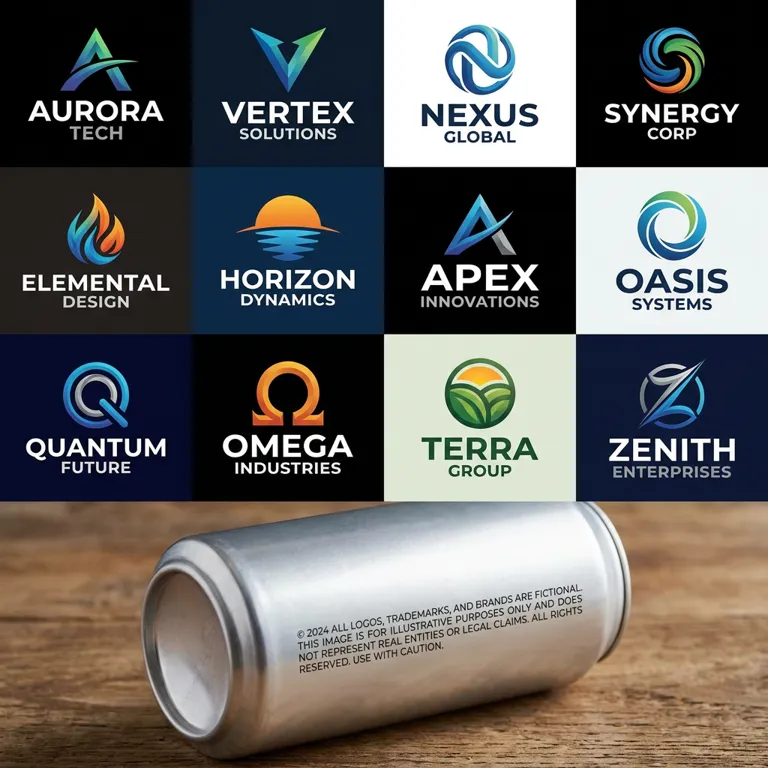 AURORA
TECH
VERTEX
SOLUTIONS
NEXUS
GLOBAL
SYNERGY
CORP
ELEMENTAL
DESIGN
HORIZON
DYNAMICS
APEX
INNOVATIONS
OASIS
SYSTEMS
QUANTUM
FUTURE
OMEGA
INDUSTRIES
TERRA
GROUP
ZENITH
ENTERPRISES
© 2024 ALL LOGOS, TRADEMARKS, AND BRANDS ARE FICTIONAL.
THIS IMAGE IS FOR ILLUSTRATIVE PURPOSES ONLY AND DOES
NOT REPRESENT REAL ENTITIES OR LEGAL CLAIMS. ALL RIGHTS
RESERVED. USE WITH CAUTION.